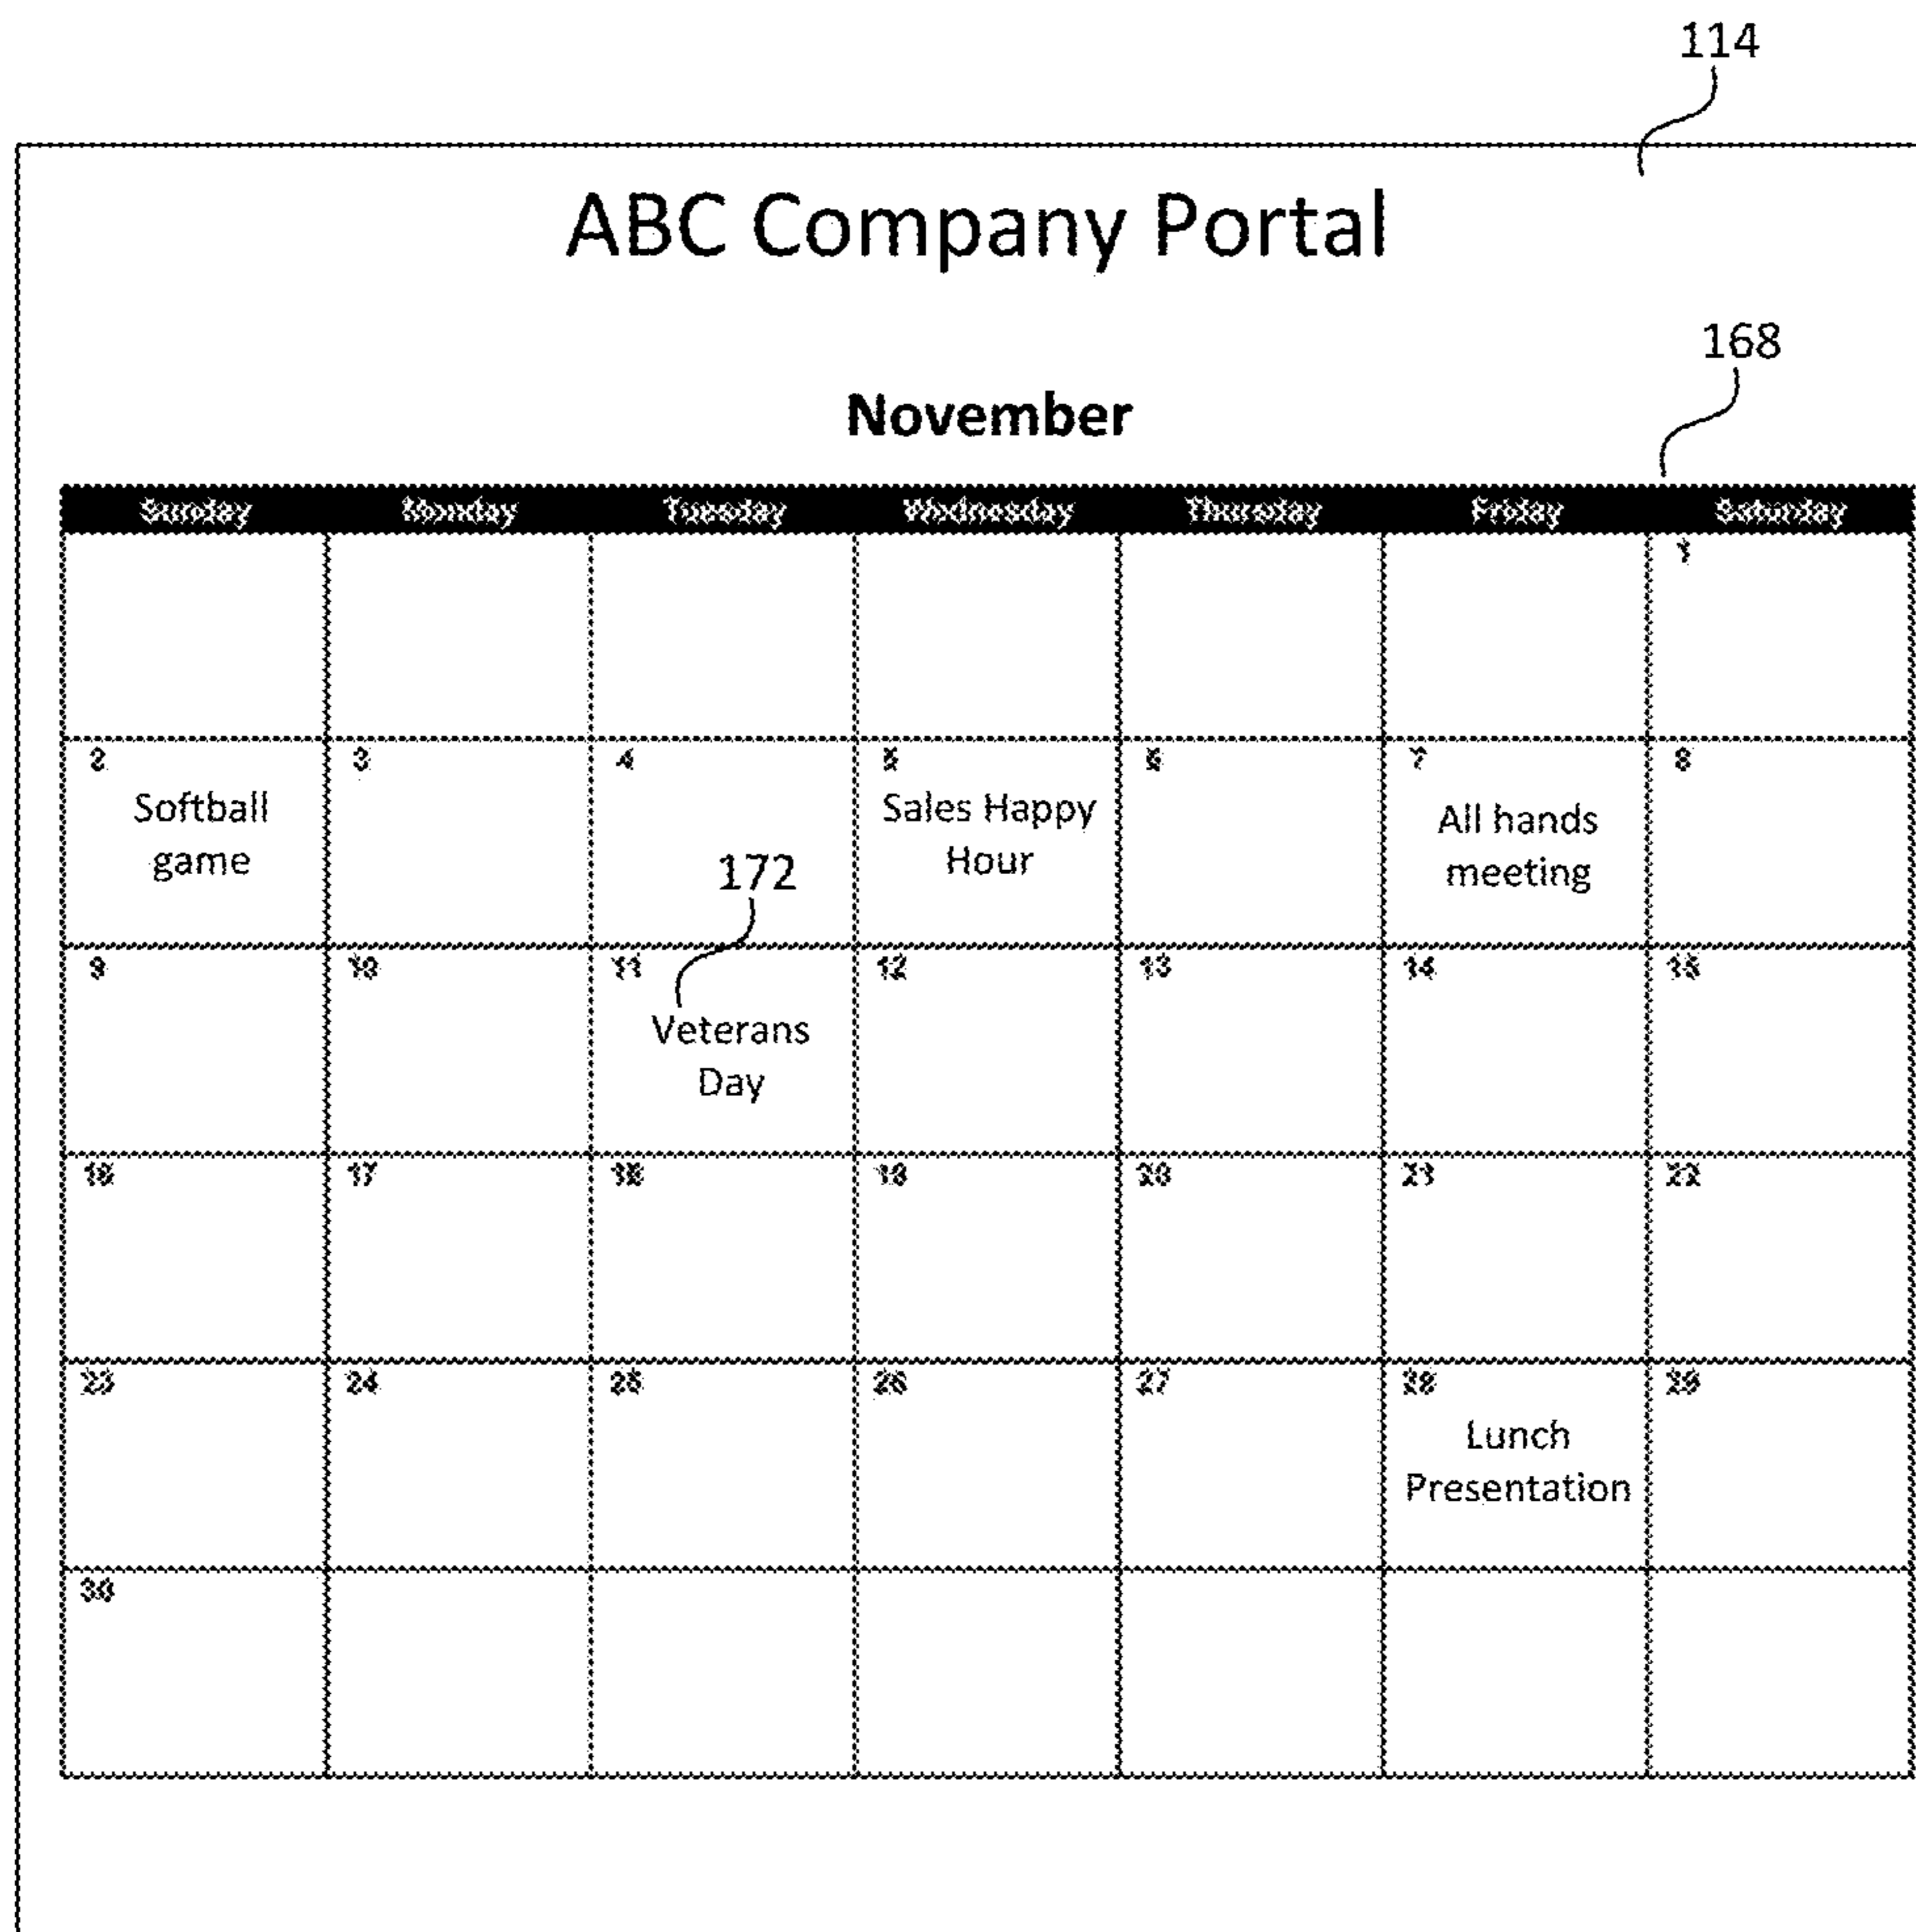 114
ABC Company Portal
168
November
Sunday Monday Tuesday Wednesday Thursday Friday Saturday
1
2 3 4 5 6 7 8
Softball game
Sales Happy Hour
All hands meeting
172
9 10 11 12 13 14 15
Veterans Day
16 17 18 19 20 21 22
23 24 25 26 27 28 29
Lunch Presentation
30